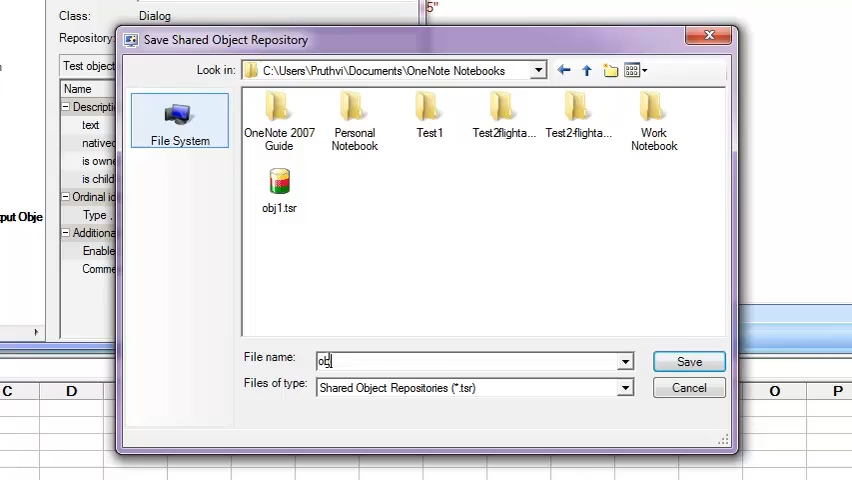 Class:
Dialog
5"
Repository:
Save Shared Object Repository
Test object
Look in:
C:\Users\Pruthvi\Documents\OneNote Notebooks
Name
Descripti
text
native
is owne
is child
Ordinal id
Type ,
Additiona
Enable
Comme
put Obje
File System
OneNote 2007 Guide
Personal Notebook
Test1
Test2flighta...
Test2-flighta...
Work Notebook
obj1.tsr
File name:
obj
Save
Files of type:
Shared Object Repositories (*.tsr)
Cancel
C
D
O
P